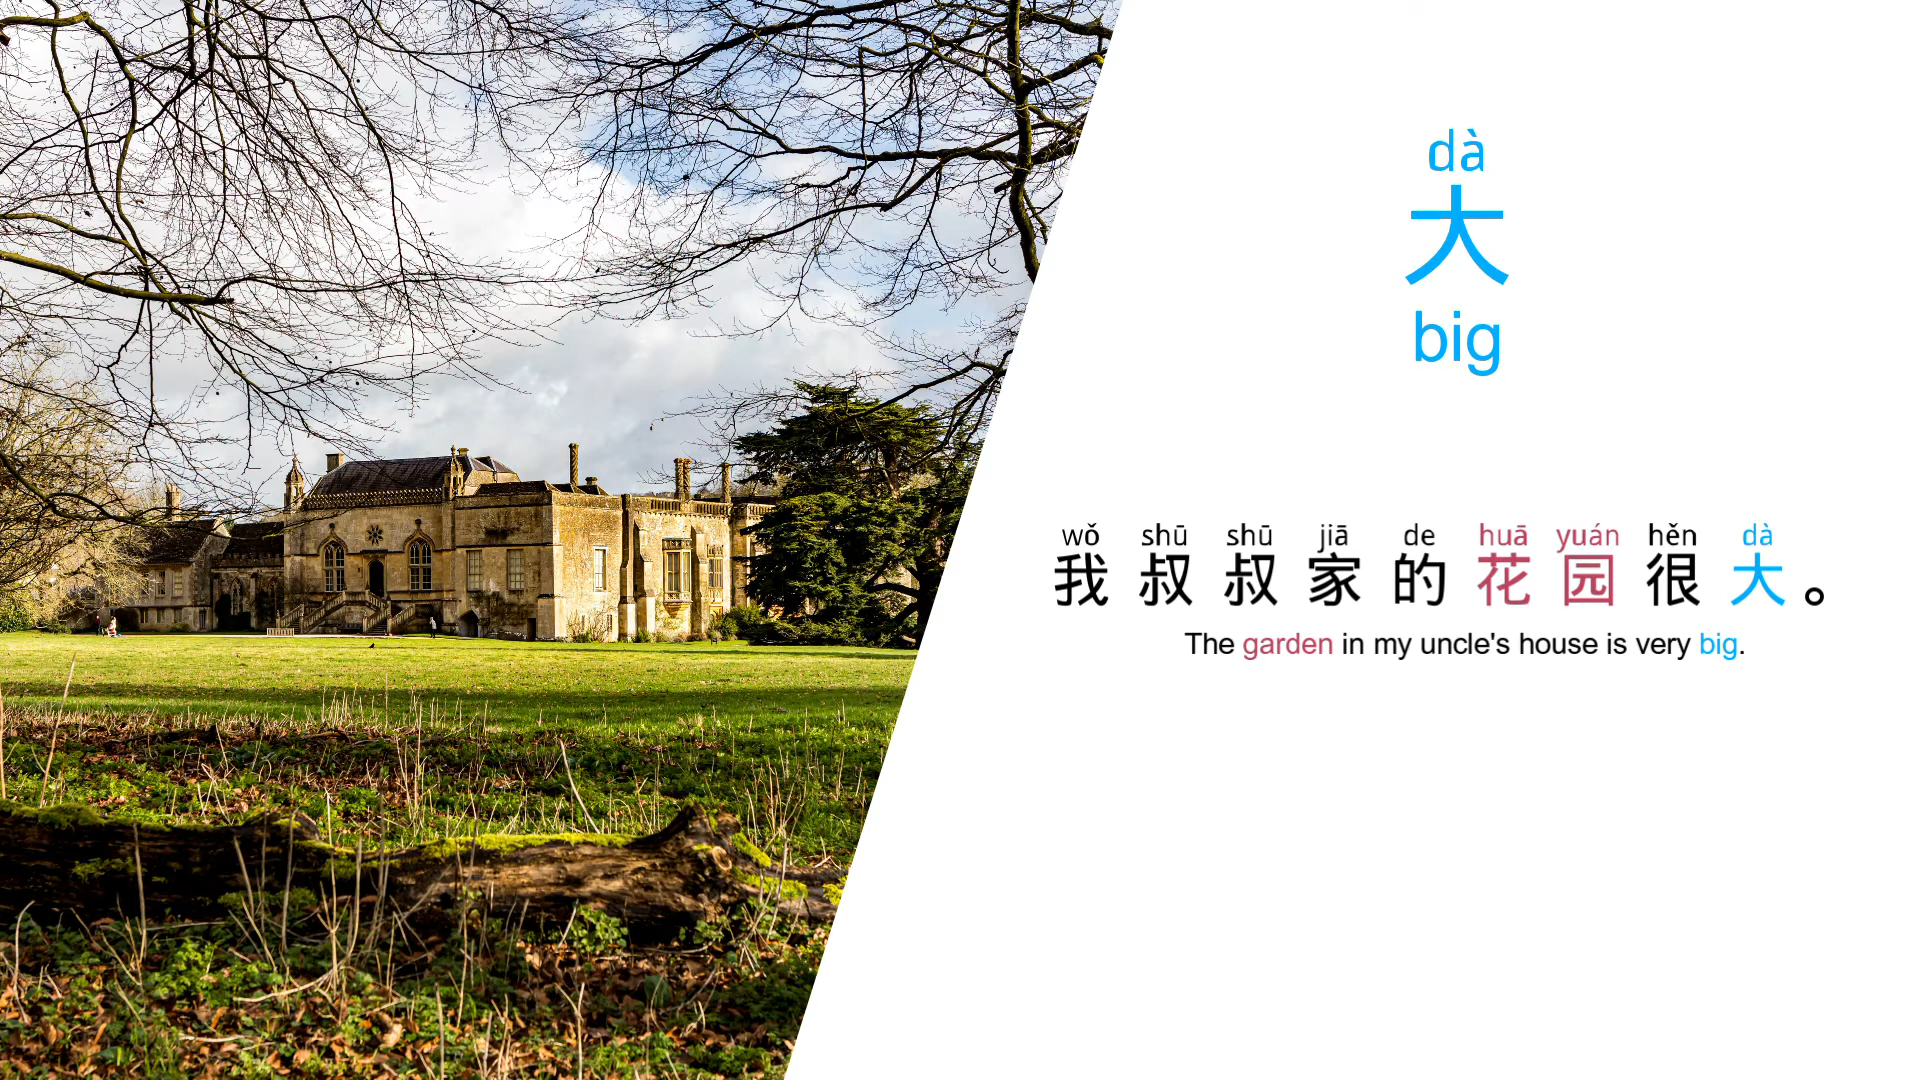 dà
大
big
wǒ shū shū jiā de huā yuán hěn dà
我叔叔家的花园很大。
The garden in my uncle's house is very big.